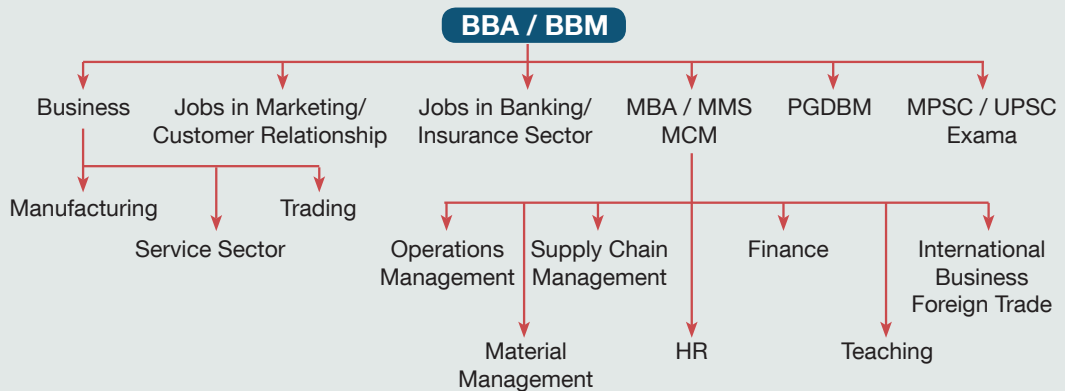 BBA / BBM
Business
Jobs in Marketing/
Customer Relationship
Jobs in Banking/
Insurance Sector
MBA / MMS
MCM
PGDBM
MPSC / UPSC
Exama
Manufacturing
Service Sector
Trading
Operations
Management
Material
Management
Supply Chain
Management
HR
Finance
Teaching
International
Business
Foreign Trade